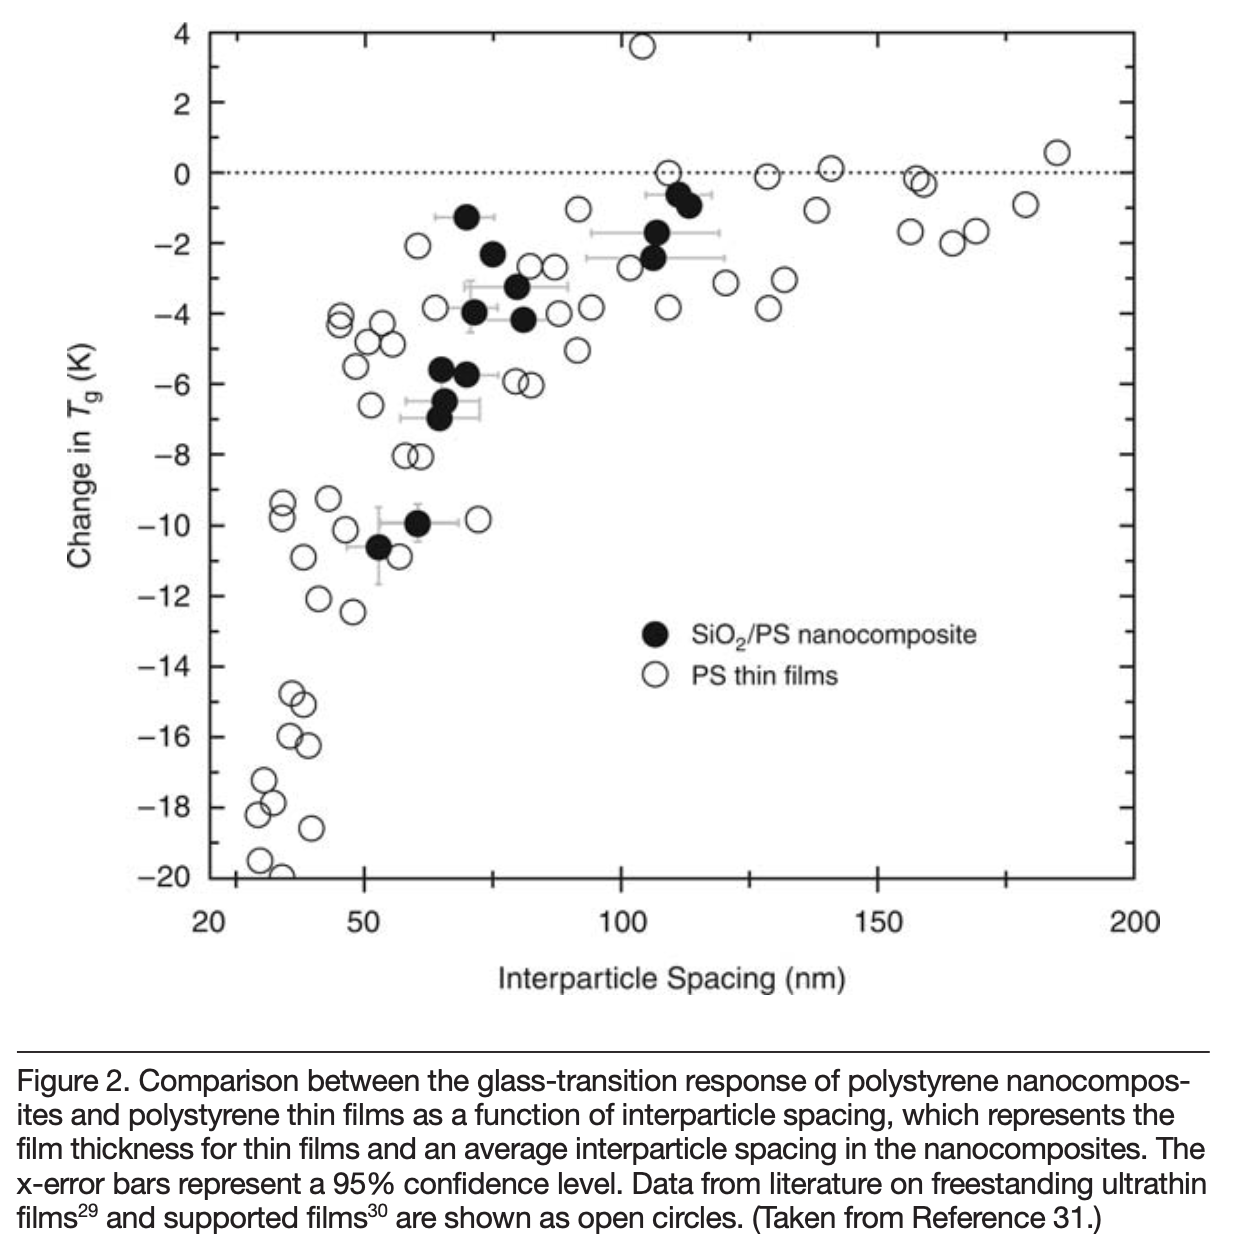 4
2
0
−2
−4
−6
−8
−10
−12
−14
−16
−18
−20
Change in Tg (K)
SiO2/PS nanocomposite
PS thin films
20 50 100 150 200
Interparticle Spacing (nm)
Figure 2. Comparison between the glass-transition response of polystyrene nanocompos-
ites and polystyrene thin films as a function of interparticle spacing, which represents the
film thickness for thin films and an average interparticle spacing in the nanocomposites. The
x-error bars represent a 95% confidence level. Data from literature on freestanding ultrathin
films29 and supported films30 are shown as open circles. (Taken from Reference 31.)